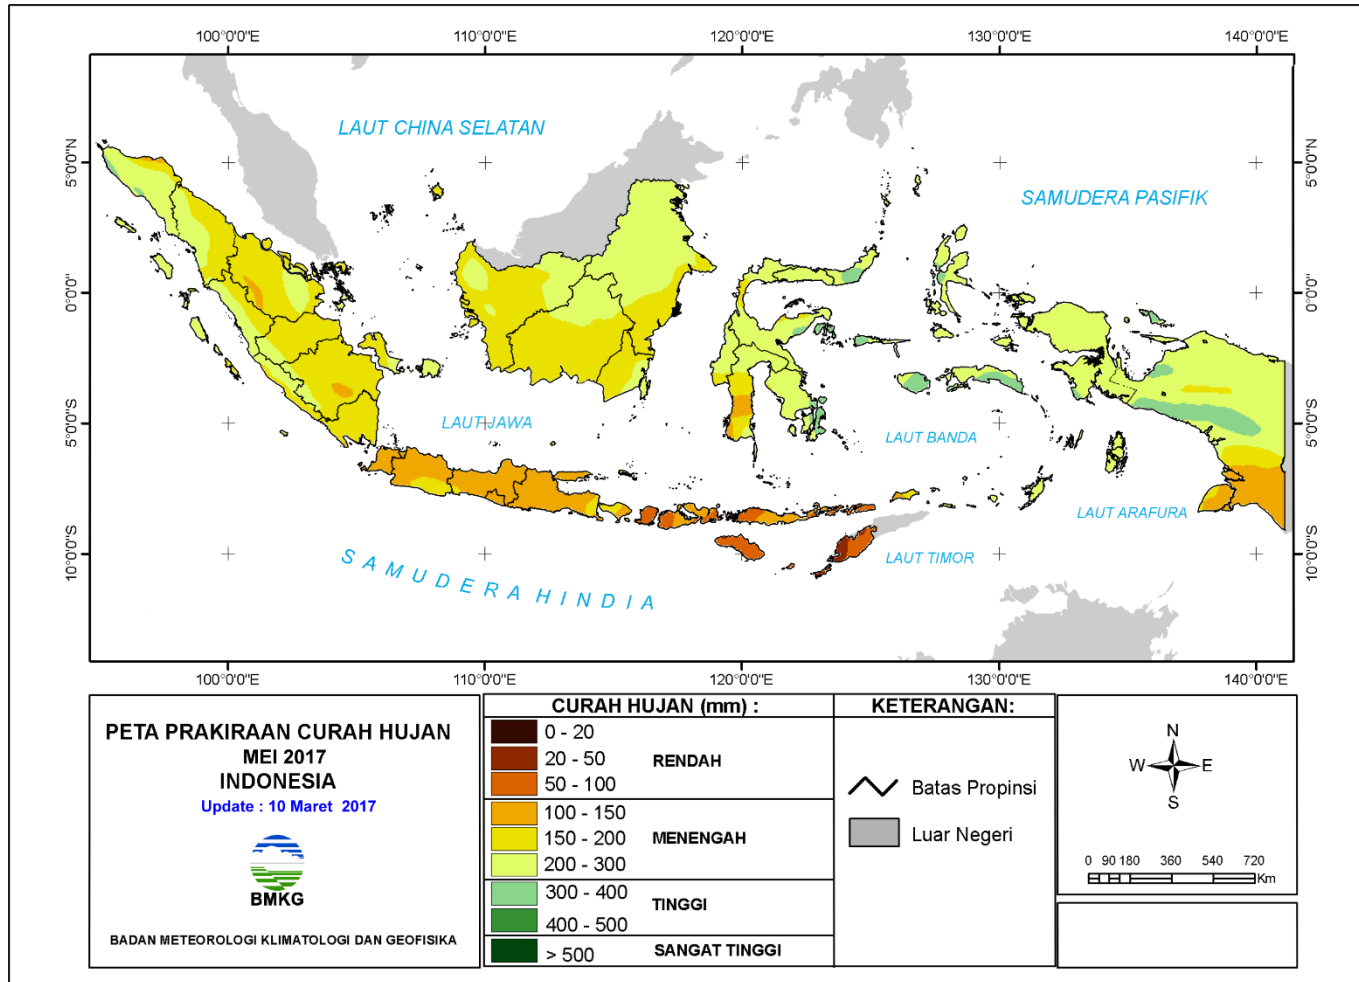 100°0'0"E 110°0'0"E 120°0'0"E 130°0'0"E 140°0'0"E
LAUT CHINA SELATAN
5°0'0"N 5°0'0"N
SAMUDERA PASIFIK
0°0'0" 0°0'0"
5°0'0"S 5°0'0"S
LAUT JAWA
LAUT BANDA
LAUT ARAFURA
10°0'0"S 10°0'0"S
LAUT TIMOR
SAMUDERA HINDIA
100°0'0"E 110°0'0"E 120°0'0"E 130°0'0"E 140°0'0"E
PETA PRAKIRAAN CURAH HUJAN
MEI 2017
INDONESIA
Update : 10 Maret 2017
BMKG
BADAN METEOROLOGI KLIMATOLOGI DAN GEOFISIKA
CURAH HUJAN (mm) :
0 - 20
20 - 50
50 - 100
RENDAH
100 - 150
150 - 200
200 - 300
MENENGAH
300 - 400
400 - 500
TINGGI
> 500
SANGAT TINGGI
KETERANGAN:
Batas Propinsi
Luar Negeri
N
W E
S
0 90 180 360 540 720
Km